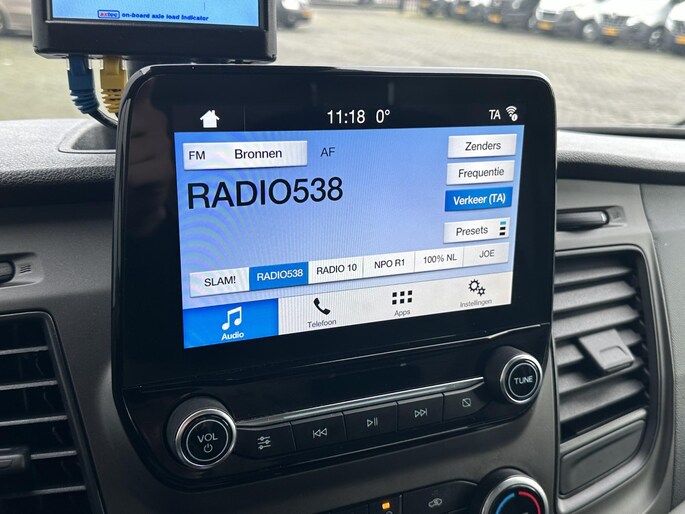 aztec on-board axle load indicator
11:18 0° TA
FM Bronnen AF
Zenders
Frequentie
RADIO538
Verkeer (TA)
Presets
SLAM! RADIO538 RADIO 10 NPO R1 100% NL JOE
Audio Telefoon Apps Instellingen
VOL
TUNE